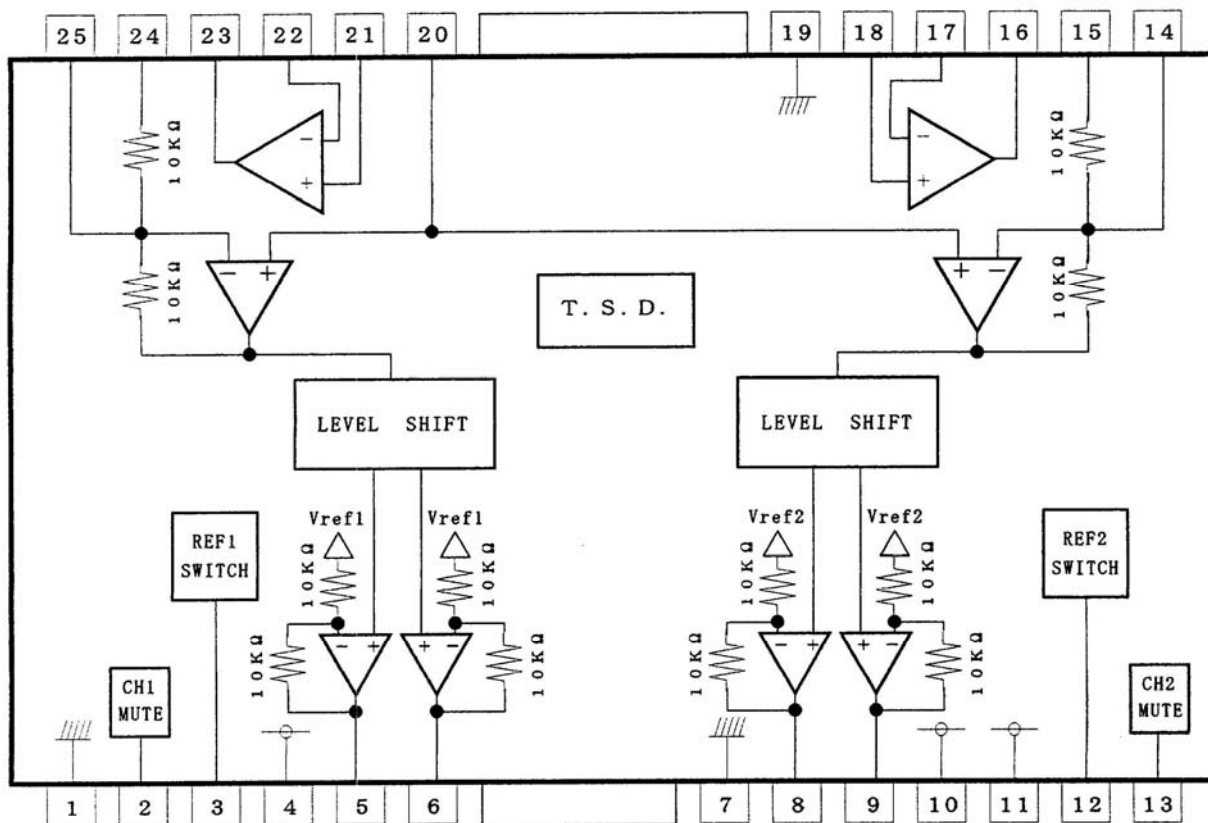 25 24 23 22 21 20 19 18 17 16 15 14
10KΩ
10KΩ
- +
- +
10KΩ
10KΩ
- +
+ -
T. S. D.
LEVEL SHIFT
LEVEL SHIFT
REF1
SWITCH
Vref1
Vref1
Vref2
Vref2
REF2
SWITCH
10KΩ
10KΩ
10KΩ
10KΩ
- +
+ -
- +
+ -
10KΩ
10KΩ
10KΩ
10KΩ
CH1
MUTE
CH2
MUTE
1 2 3 4 5 6 7 8 9 10 11 12 13